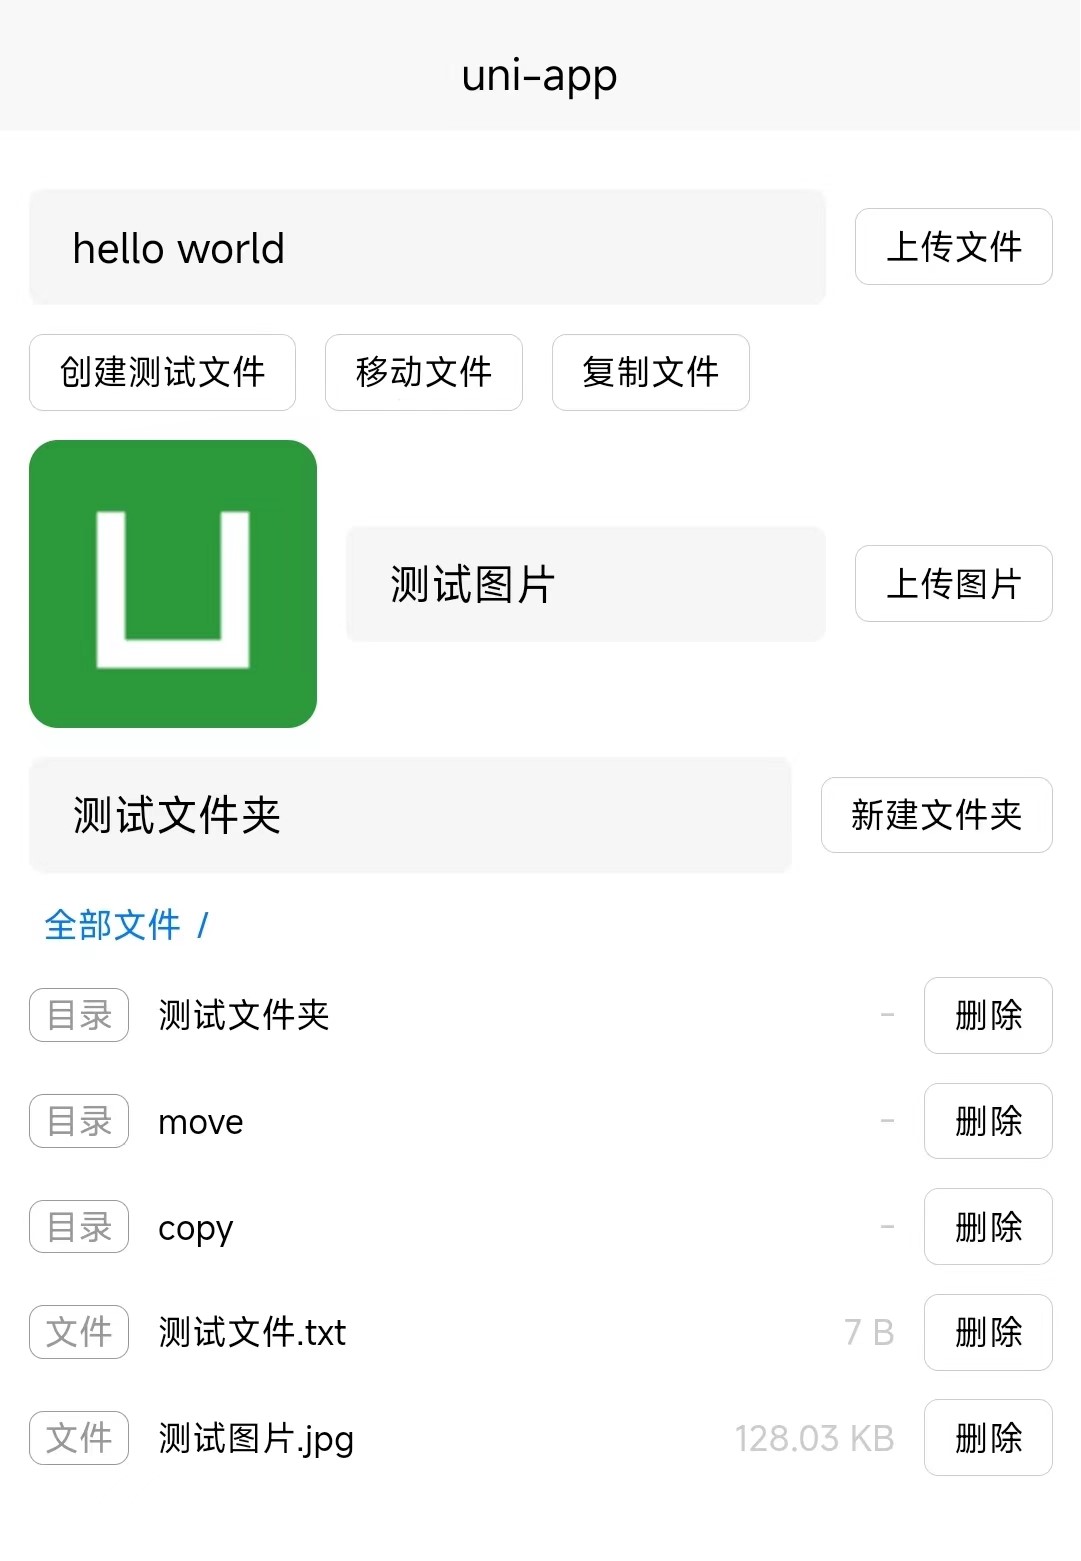 uni-app
hello world
上传文件
创建测试文件
移动文件
复制文件
测试图片
上传图片
测试文件夹
新建文件夹
全部文件 /
目录 测试文件夹 - 删除
目录 move - 删除
目录 copy - 删除
文件 测试文件.txt 7 B 删除
文件 测试图片.jpg 128.03 KB 删除